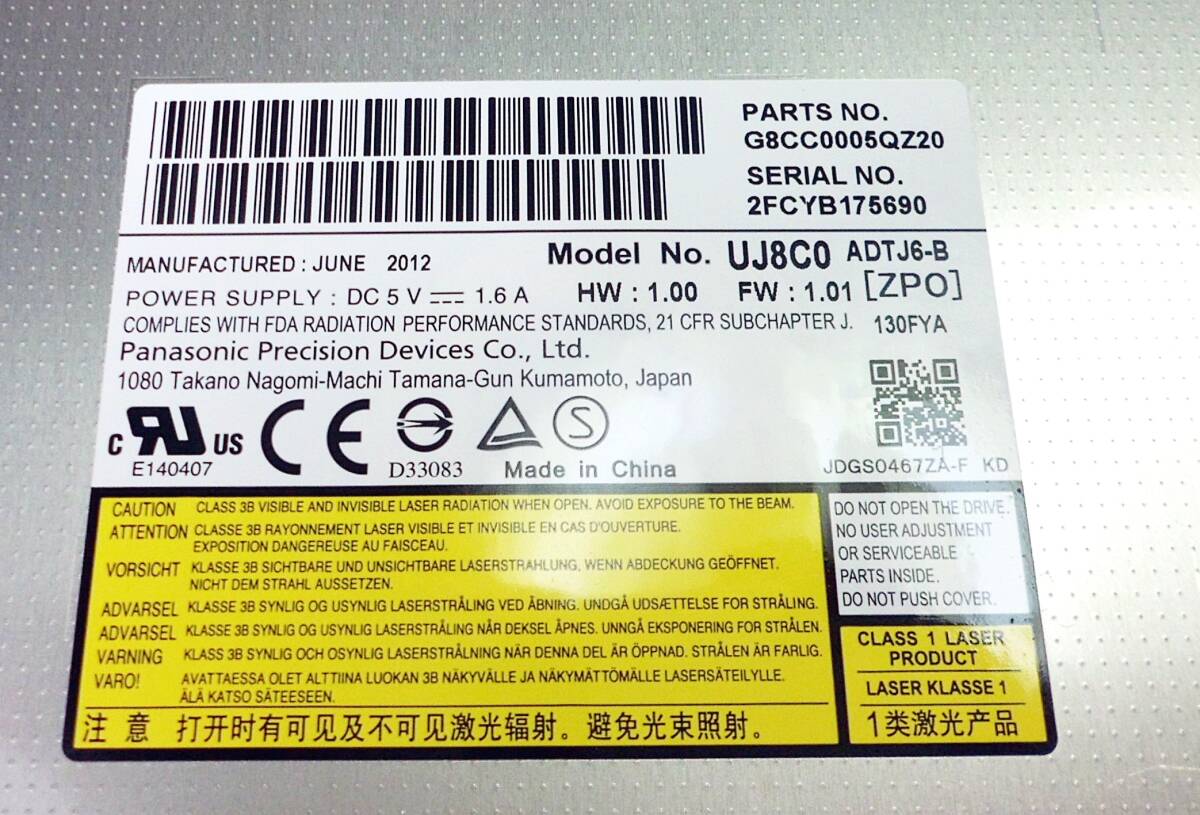 PARTS NO.
G8CC0005QZ20
SERIAL NO.
2FCYB175690
MANUFACTURED : JUNE 2012
Model No. UJ8C0 ADTJ6-B
POWER SUPPLY : DC 5 V ⎓ 1.6 A HW : 1.00 FW : 1.01 [ZPO]
COMPLIES WITH FDA RADIATION PERFORMANCE STANDARDS, 21 CFR SUBCHAPTER J. 130FYA
Panasonic Precision Devices Co., Ltd.
1080 Takano Nagomi-Machi Tamana-Gun Kumamoto, Japan
C RU US CE S
E140407 D33083 Made in China JDGS0467ZA-F KD
CAUTION CLASS 3B VISIBLE AND INVISIBLE LASER RADIATION WHEN OPEN. AVOID EXPOSURE TO THE BEAM.
ATTENTION CLASSE 3B RAYONNEMENT LASER VISIBLE ET INVISIBLE EN CAS D'OUVERTURE.
EXPOSITION DANGEREUSE AU FAISCEAU.
VORSICHT KLASSE 3B SICHTBARE UND UNSICHTBARE LASERSTRAHLUNG, WENN ABDECKUNG GEÖFFNET.
NICHT DEM STRAHL AUSSETZEN.
ADVARSEL KLASSE 3B SYNLIG OG USYNLIG LASERSTRÅLING VED ÅBNING. UNDGÅ UDSÆTTELSE FOR STRÅLING.
ADVARSEL KLASSE 3B SYNLIG OG USYNLIG LASERSTRÅLING NÅR DEKSEL ÅPNES. UNNGÅ EKSPONERING FOR STRÅLEN.
VARNING KLASS 3B SYNLIG OCH OSYNLIG LASERSTRÅLNING NÄR DENNA DEL ÄR ÖPPNAD. STRÅLEN ÄR FARLIG.
VARO! AVATTAESSA OLET ALTTIINA LUOKAN 3B NÄKYVÄLLE JA NÄKYMÄTTÖMÄLLE LASERSÄTEILYLLE.
ÄLÄ KATSO SÄTEESEEN.
注意 打开时有可见及不可见激光辐射。避免光束照射。
DO NOT OPEN THE DRIVE.
NO USER ADJUSTMENT
OR SERVICEABLE
PARTS INSIDE.
DO NOT PUSH COVER.
CLASS 1 LASER
PRODUCT
LASER KLASSE 1
1类激光产品